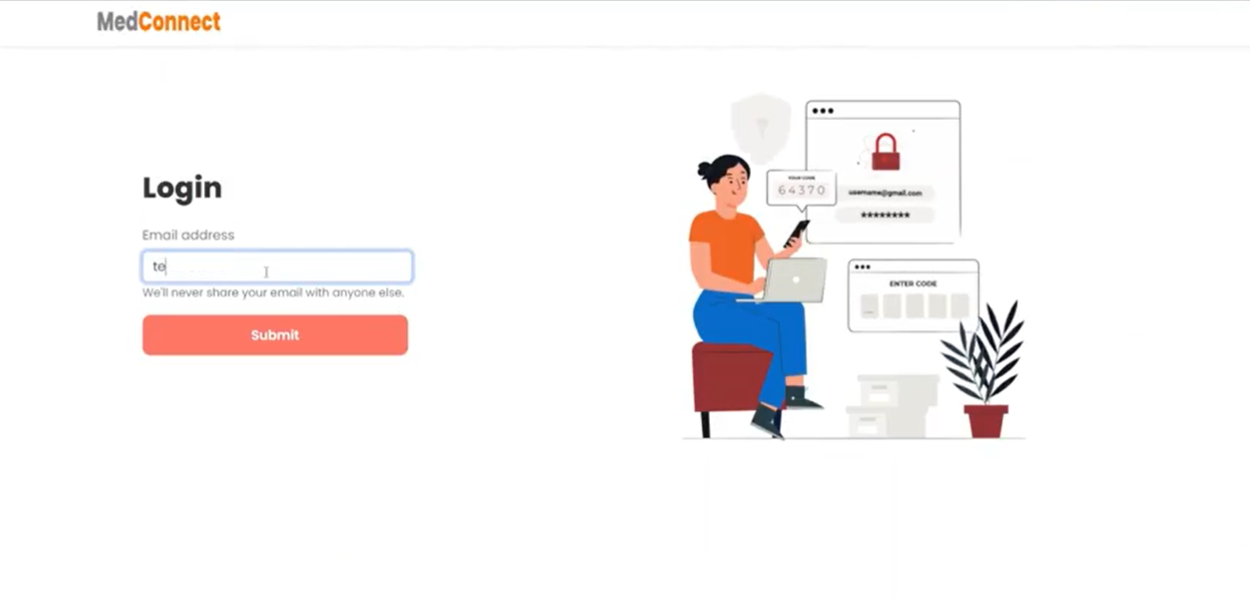 MedConnect
Login
Email address
te
We'll never share your email with anyone else.
Submit
YOUR CODE
64370
username@gmail.com
********
ENTER CODE